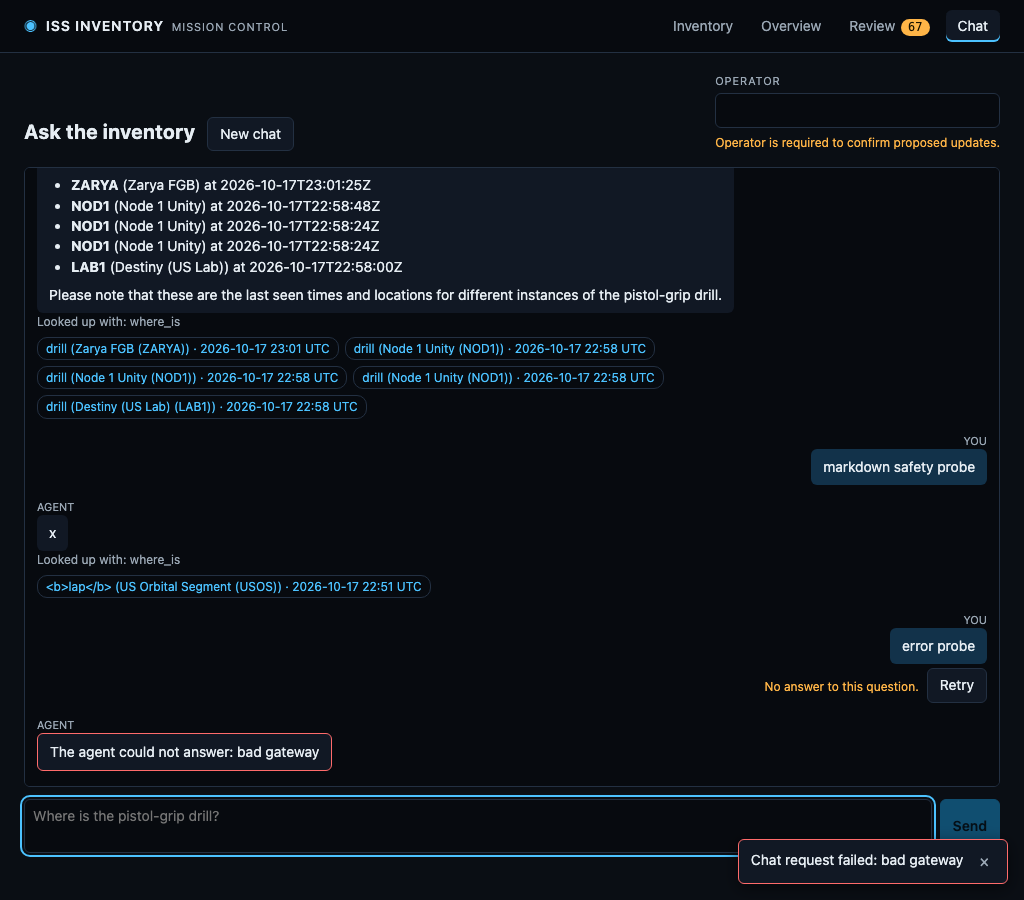 ISS INVENTORY MISSION CONTROL
Inventory
Overview
Review 67
Chat
OPERATOR
Ask the inventory
New chat
Operator is required to confirm proposed updates.
• ZARYA (Zarya FGB) at 2026-10-17T23:01:25Z
• NOD1 (Node 1 Unity) at 2026-10-17T22:58:48Z
• NOD1 (Node 1 Unity) at 2026-10-17T22:58:24Z
• NOD1 (Node 1 Unity) at 2026-10-17T22:58:24Z
• LAB1 (Destiny (US Lab)) at 2026-10-17T22:58:00Z
Please note that these are the last seen times and locations for different instances of the pistol-grip drill.
Looked up with: where_is
drill (Zarya FGB (ZARYA)) · 2026-10-17 23:01 UTC
drill (Node 1 Unity (NOD1)) · 2026-10-17 22:58 UTC
drill (Node 1 Unity (NOD1)) · 2026-10-17 22:58 UTC
drill (Node 1 Unity (NOD1)) · 2026-10-17 22:58 UTC
drill (Destiny (US Lab) (LAB1)) · 2026-10-17 22:58 UTC
YOU
markdown safety probe
AGENT
x
Looked up with: where_is
<b>lap</b> (US Orbital Segment (USOS)) · 2026-10-17 22:51 UTC
YOU
error probe
No answer to this question.
Retry
AGENT
The agent could not answer: bad gateway
Where is the pistol-grip drill?
Send
Chat request failed: bad gateway ×